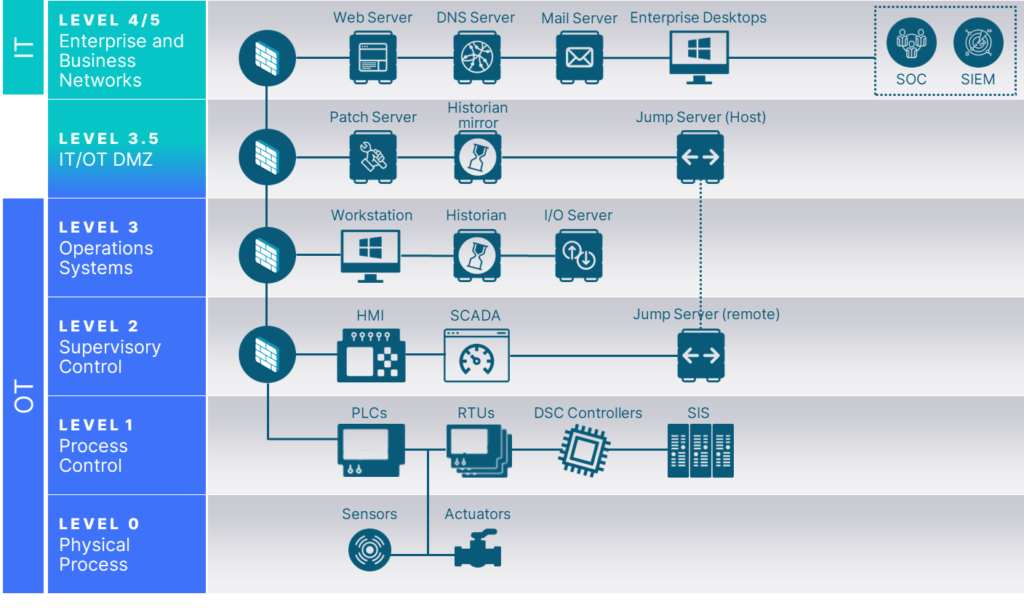 IT
LEVEL 4/5
Enterprise and
Business
Networks
Web Server
DNS Server
Mail Server
Enterprise Desktops
SOC
SIEM
LEVEL 3.5
IT/OT DMZ
Patch Server
Historian
mirror
Jump Server (Host)
OT
LEVEL 3
Operations
Systems
Workstation
Historian
I/O Server
LEVEL 2
Supervisory
Control
HMI
SCADA
Jump Server (remote)
LEVEL 1
Process
Control
PLCs
RTUs
DSC Controllers
SIS
LEVEL 0
Physical
Process
Sensors
Actuators